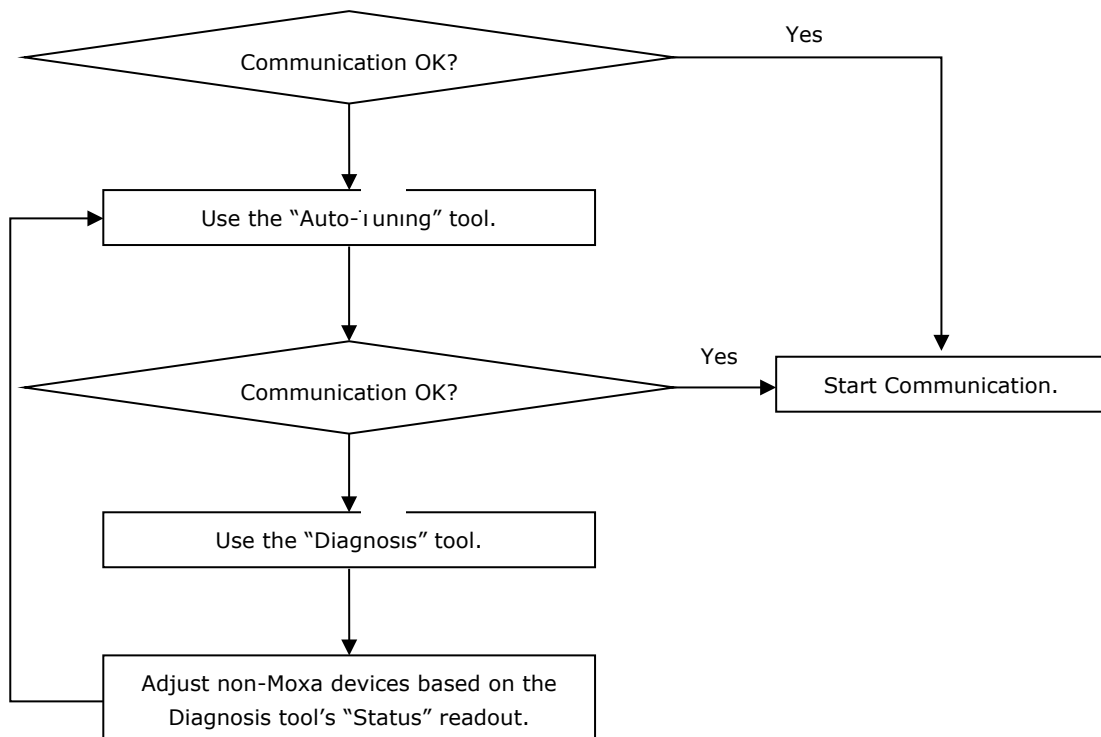 Communication OK?
Yes
Use the “Auto-Tuning” tool.
Communication OK?
Yes
Start Communication.
Use the “Diagnosis” tool.
Adjust non-Moxa devices based on the
Diagnosis tool’s “Status” readout.